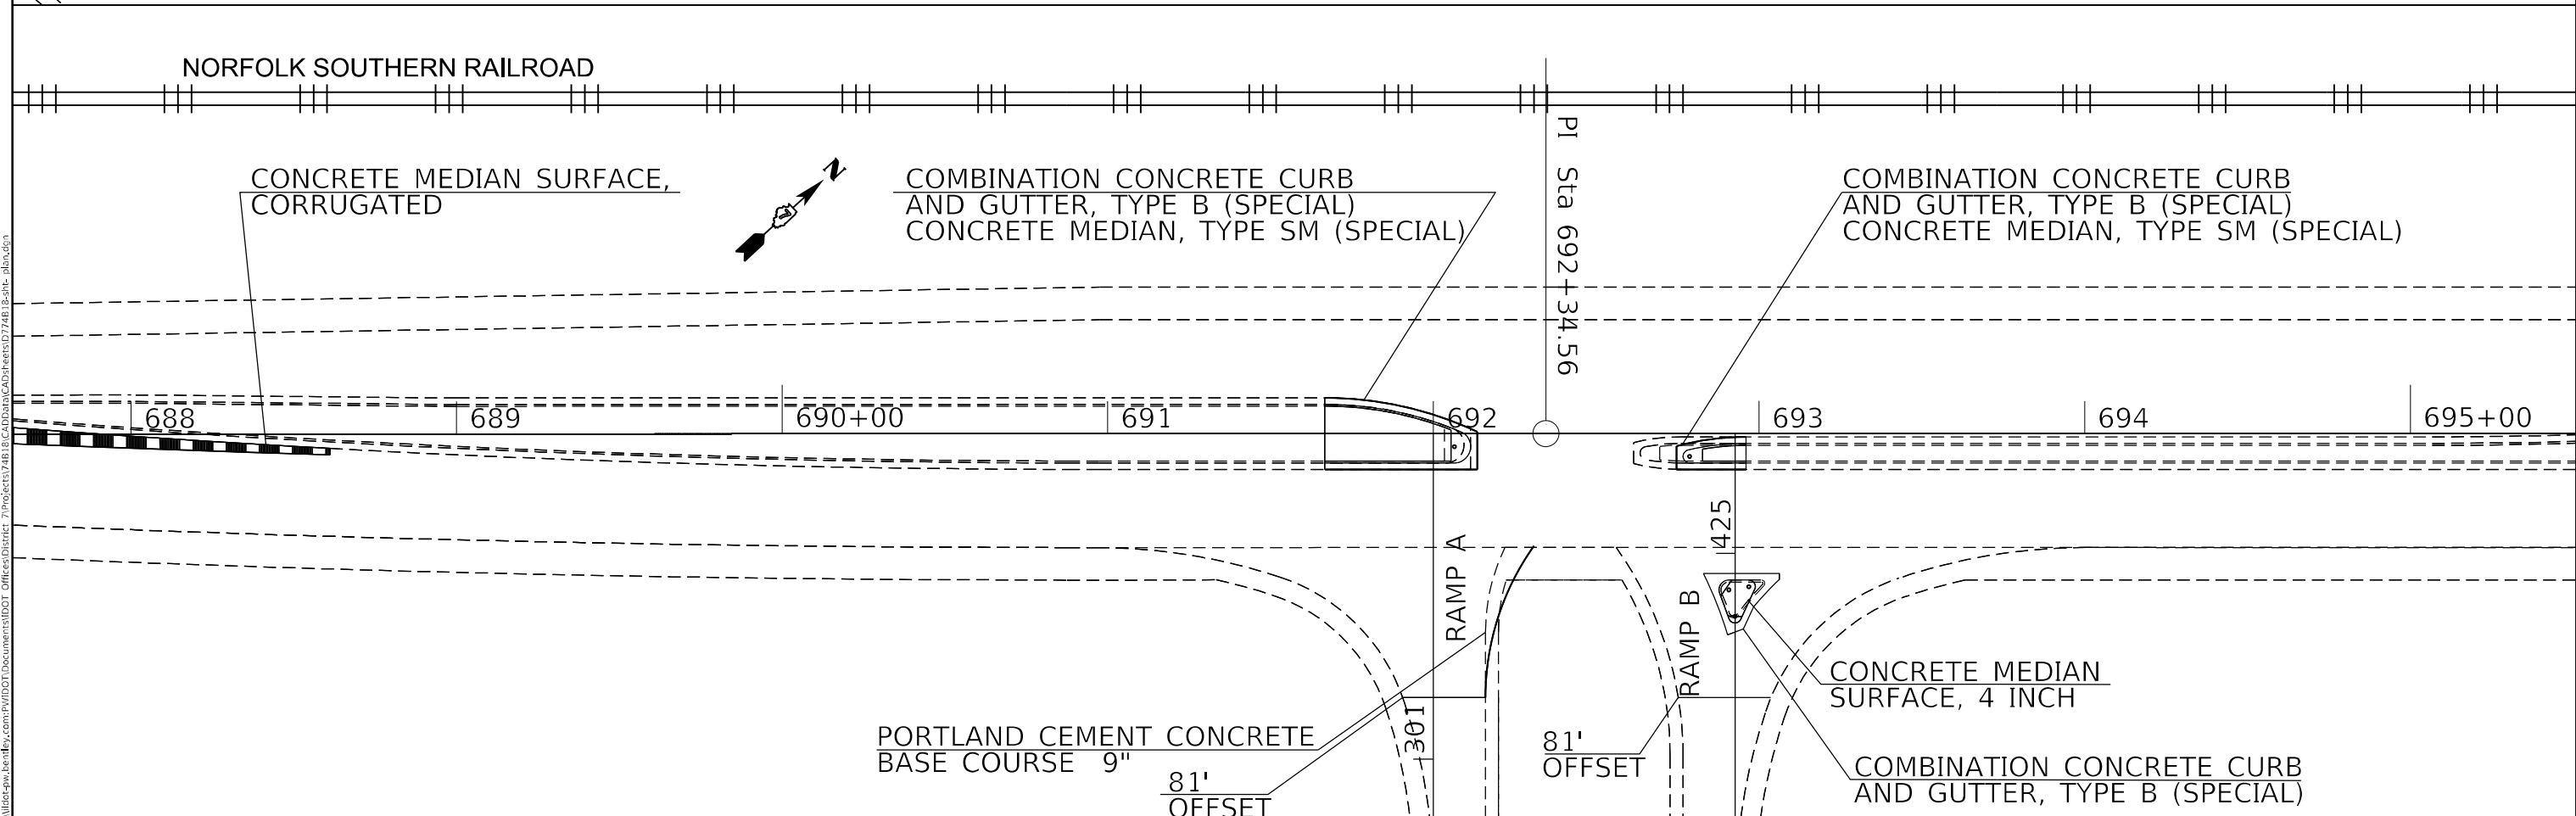 NORFOLK SOUTHERN RAILROAD
CONCRETE MEDIAN SURFACE,
CORRUGATED
N
COMBINATION CONCRETE CURB
AND GUTTER, TYPE B (SPECIAL)
CONCRETE MEDIAN, TYPE SM (SPECIAL)
PI Sta 692+34.56
COMBINATION CONCRETE CURB
AND GUTTER, TYPE B (SPECIAL)
CONCRETE MEDIAN, TYPE SM (SPECIAL)
688
689
690+00
691
692
693
694
695+00
425
RAMP A
RAMP B
301
PORTLAND CEMENT CONCRETE
BASE COURSE 9"
81'
OFFSET
81'
OFFSET
CONCRETE MEDIAN
SURFACE, 4 INCH
COMBINATION CONCRETE CURB
AND GUTTER, TYPE B (SPECIAL)